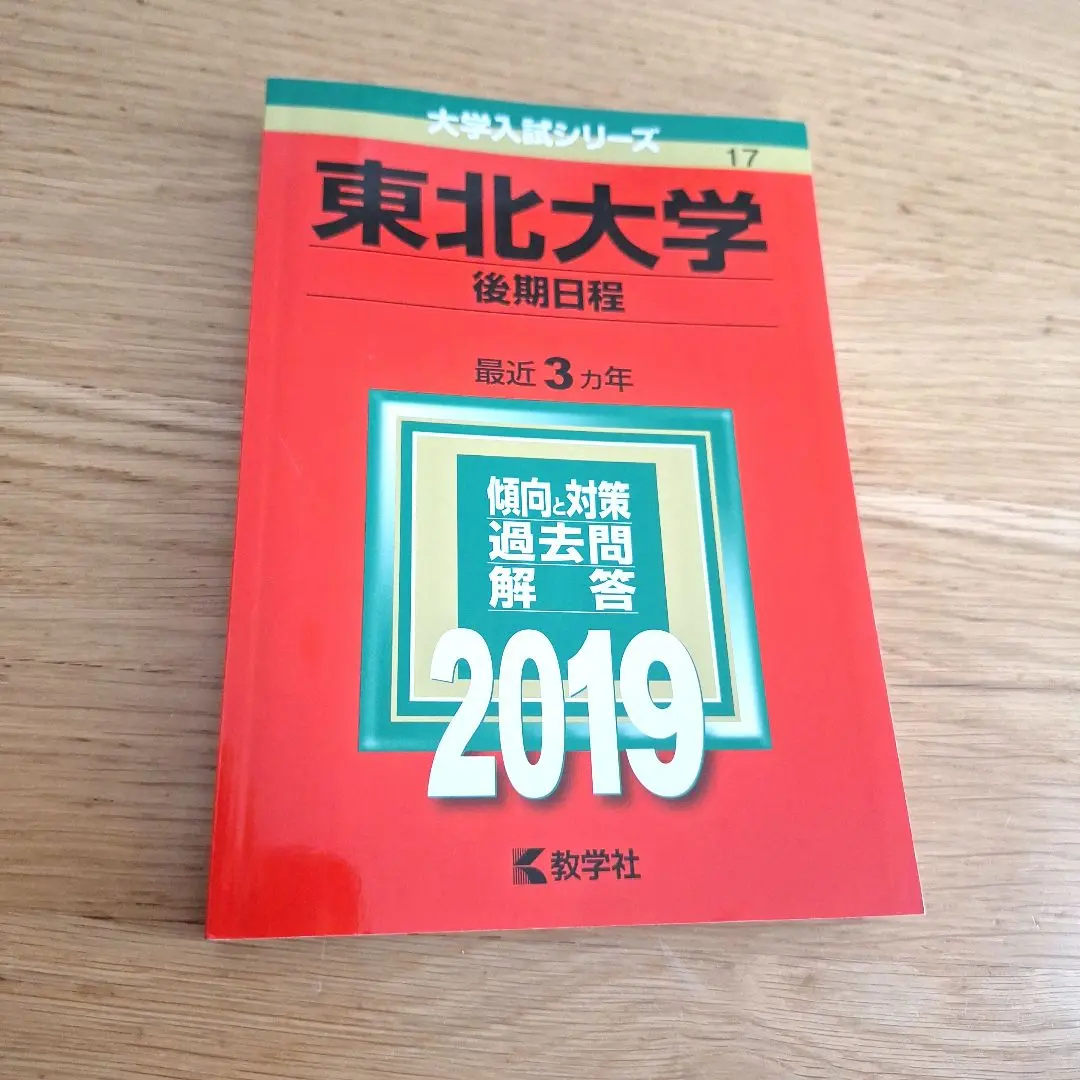 大学入試シリーズ
17
東北大学
後期日程
最近3ヵ年
傾向と対策
過去問
解答
2019
教学社